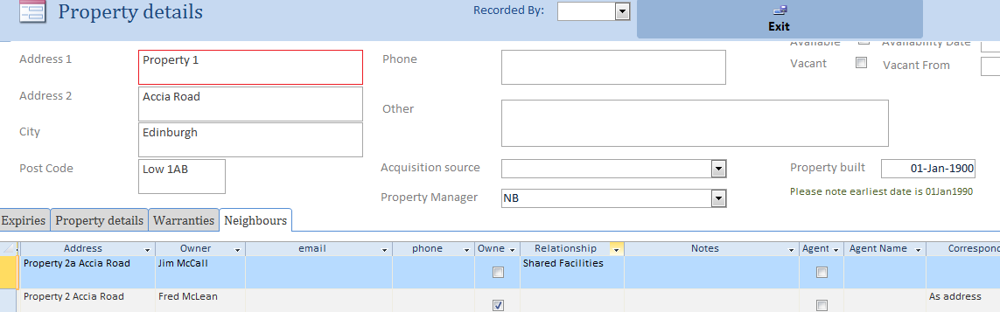 Property details
Recorded By:
Exit
Available
Availability Date
Address 1
Property 1
Phone
Vacant
Vacant From
Address 2
Accia Road
Other
City
Edinburgh
Post Code
Low 1AB
Acquisition source
Property built
01-Jan-1900
Property Manager
NB
Please note earliest date is 01Jan1990
Expiries
Property details
Warranties
Neighbours
Address
Owner
email
phone
Owne
Relationship
Notes
Agent
Agent Name
Correspond
Property 2a Accia Road
Jim McCall
Shared Facilities
Property 2 Accia Road
Fred McLean
As address